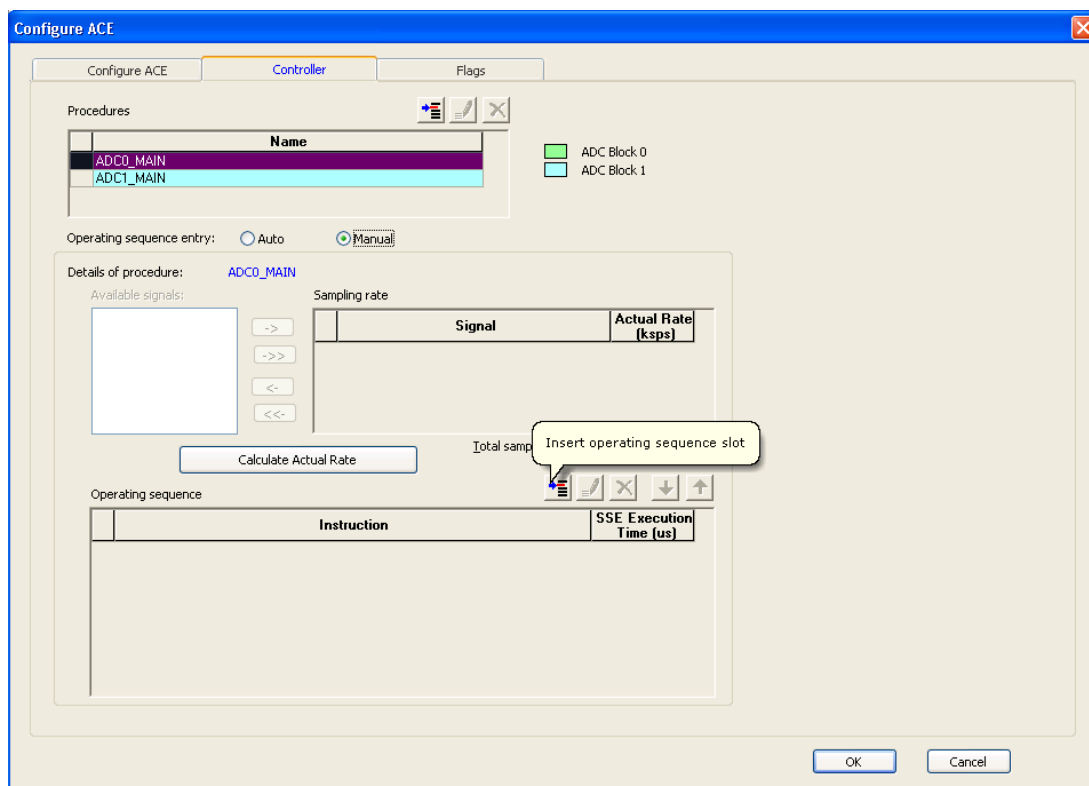 Configure ACE
Configure ACE
Controller
Flags
Procedures
Name
ADC0_MAIN
ADC1_MAIN
ADC Block 0
ADC Block 1
Operating sequence entry:
Auto
Manual
Details of procedure:
ADC0_MAIN
Available signals:
Sampling rate
Signal
Actual Rate
(ksps)
->
->>
<-
<<-
Total samp
Insert operating sequence slot
Calculate Actual Rate
Operating sequence
Instruction
SSE Execution
Time (us)
OK
Cancel